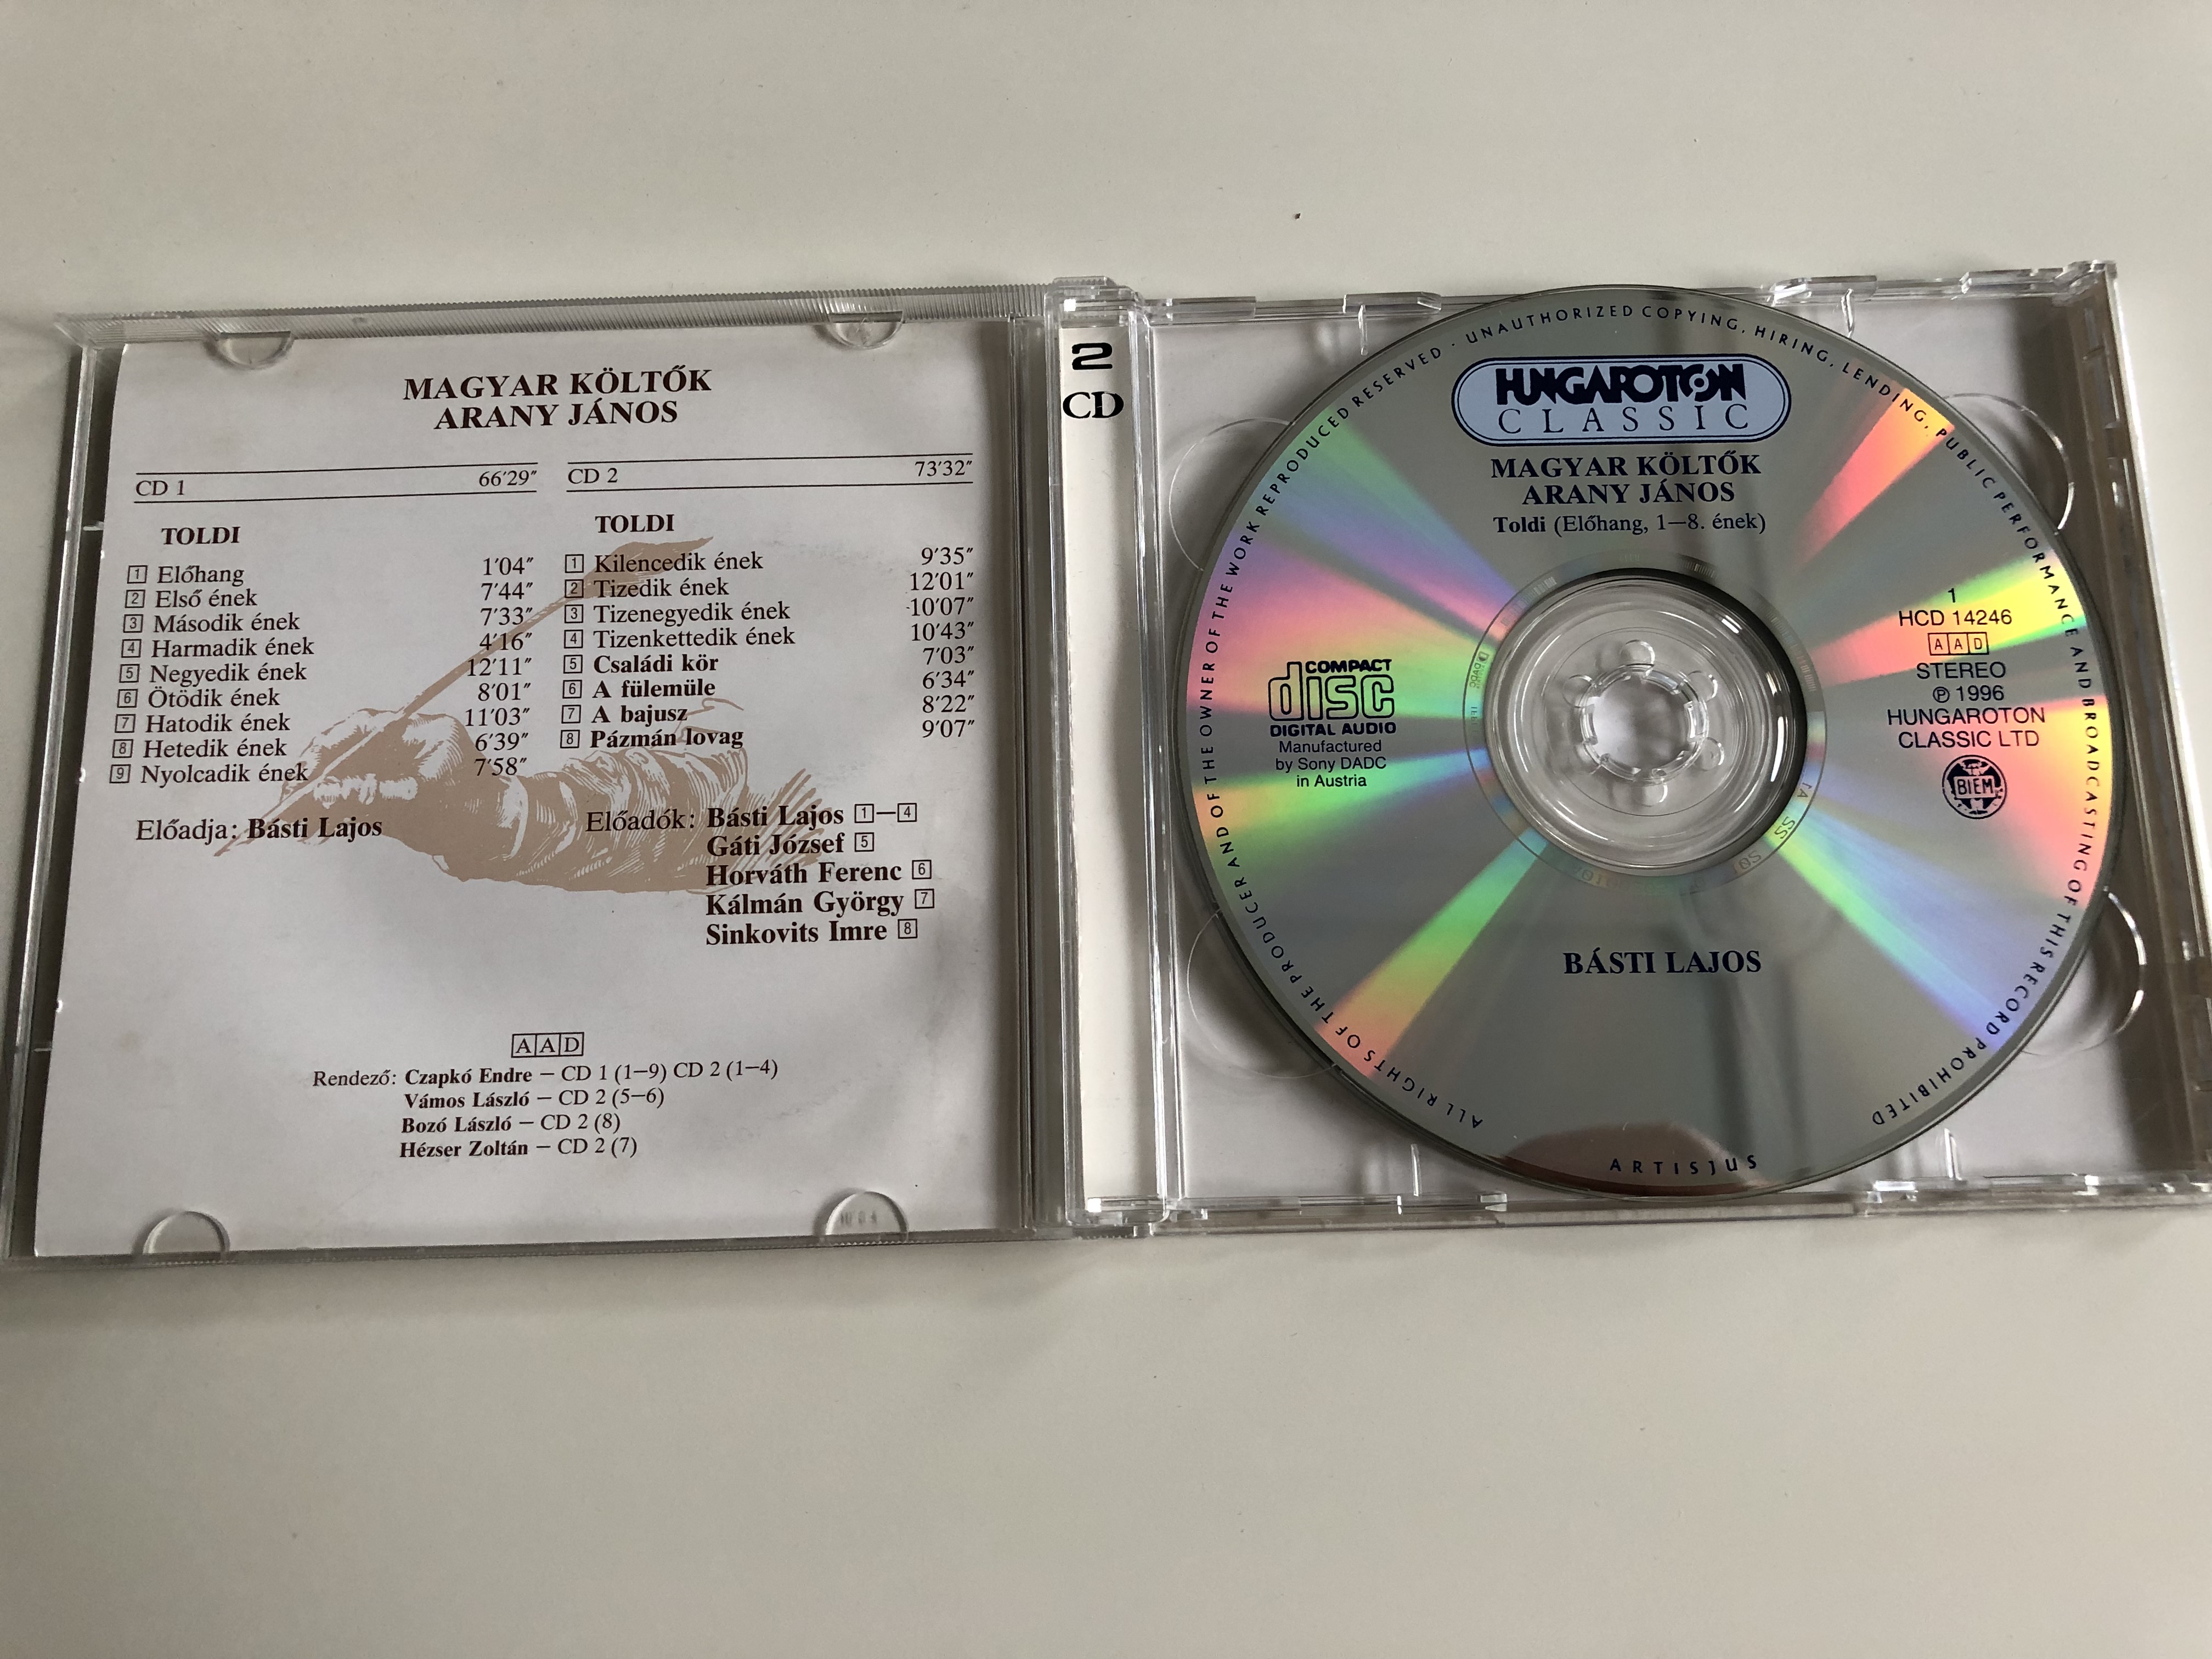 MAGYAR KÖLTŐK
ARANY JÁNOS
CD 1 66′29″
TOLDI
1 Előhang 1′04″
2 Első ének 7′44″
3 Második ének 7′33″
4 Harmadik ének 4′16″
5 Negyedik ének 12′11″
6 Ötödik ének 8′01″
7 Hatodik ének 11′03″
8 Hetedik ének 6′39″
9 Nyolcadik ének 7′58″
Előadja: Básti Lajos
CD 2 73′32″
TOLDI
1 Kilencedik ének 9′35″
2 Tizedik ének 12′01″
3 Tizenegyedik ének 10′07″
4 Tizenkettedik ének 10′43″
5 Családi kör 7′03″
6 A fülemüle 6′34″
7 A bajusz 8′22″
8 Pázmán lovag 9′07″
Előadók: Básti Lajos 1—4
Gáti József 5
Horváth Ferenc 6
Kálmán György 7
Sinkovits Imre 8
AAD
Rendező: Czapkó Endre — CD 1 (1—9) CD 2 (1—4)
Vámos László — CD 2 (5—6)
Bozó László — CD 2 (8)
Hézser Zoltán — CD 2 (7)
2
CD
HUNGAROTON
CLASSIC
MAGYAR KÖLTŐK
ARANY JÁNOS
Toldi (Előhang, 1—8. ének)
COMPACT
disc
DIGITAL AUDIO
Manufactured
by Sony DADC
in Austria
1
HCD 14246
AAD
STEREO
℗ 1996
HUNGAROTON
CLASSIC LTD
BIEM
BÁSTI LAJOS
ALL RIGHTS OF THE PRODUCER AND OF THE OWNER OF THE WORK REPRODUCED RESERVED · UNAUTHORIZED COPYING, HIRING, LENDING, PUBLIC PERFORMANCE AND BROADCASTING OF THIS RECORD PROHIBITED
ARTISJUS